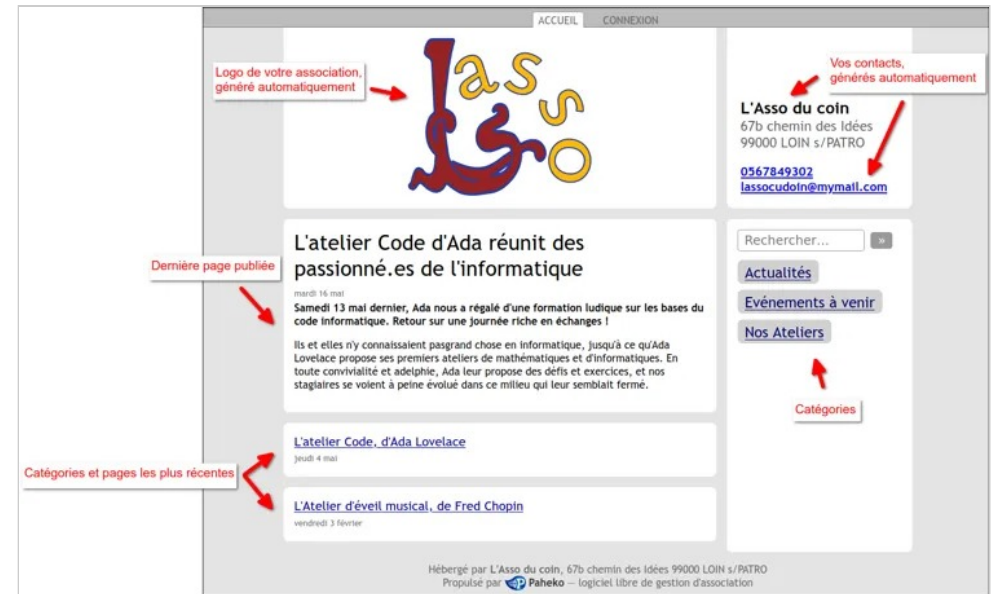 ACCUEIL CONNEXION
Logo de votre association,
généré automatiquement
lasso
Vos contacts,
générés automatiquement
L'Asso du coin
67b chemin des Idées
99000 LOIN s/PATRO
0567849302
lassocudoin@mymail.com
Dernière page publiée
L'atelier Code d'Ada réunit des
passionné.es de l'informatique
mardi 16 mai
Samedi 13 mai dernier, Ada nous a régalé d'une formation ludique sur les bases du
code informatique. Retour sur une journée riche en échanges !
Ils et elles n'y connaissaient pasgrand chose en informatique, jusqu'à ce qu'Ada
Lovelace propose ses premiers ateliers de mathématiques et d'informatiques. En
toute convivialité et adelphie, Ada leur propose des défis et exercices, et nos
stagiaires se voient à peine évolué dans ce milieu qui leur semblait fermé.
Rechercher... »
Actualités
Evénements à venir
Nos Ateliers
Catégories
Catégories et pages les plus récentes
L'atelier Code, d'Ada Lovelace
jeudi 4 mai
L'Atelier d'éveil musical, de Fred Chopin
vendredi 3 février
Hébergé par L'Asso du coin, 67b chemin des Idées 99000 LOIN s/PATRO
Propulsé par Paheko — logiciel libre de gestion d'association